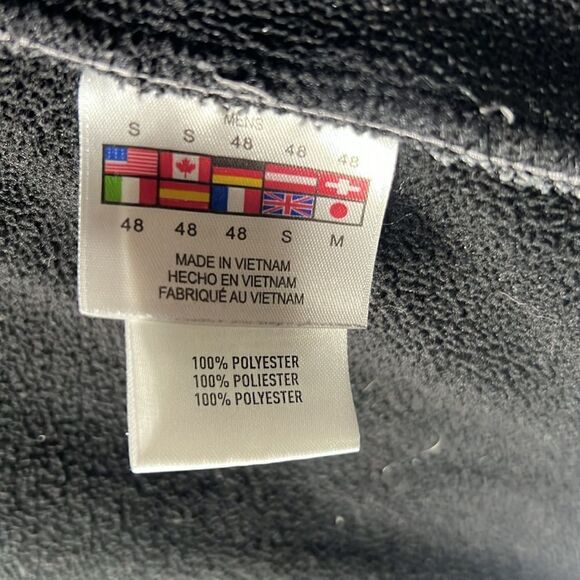 MENS
S S 48 48 48
48 48 48 S M
MADE IN VIETNAM
HECHO EN VIETNAM
FABRIQUÉ AU VIETNAM
100% POLYESTER
100% POLIESTER
100% POLYESTER